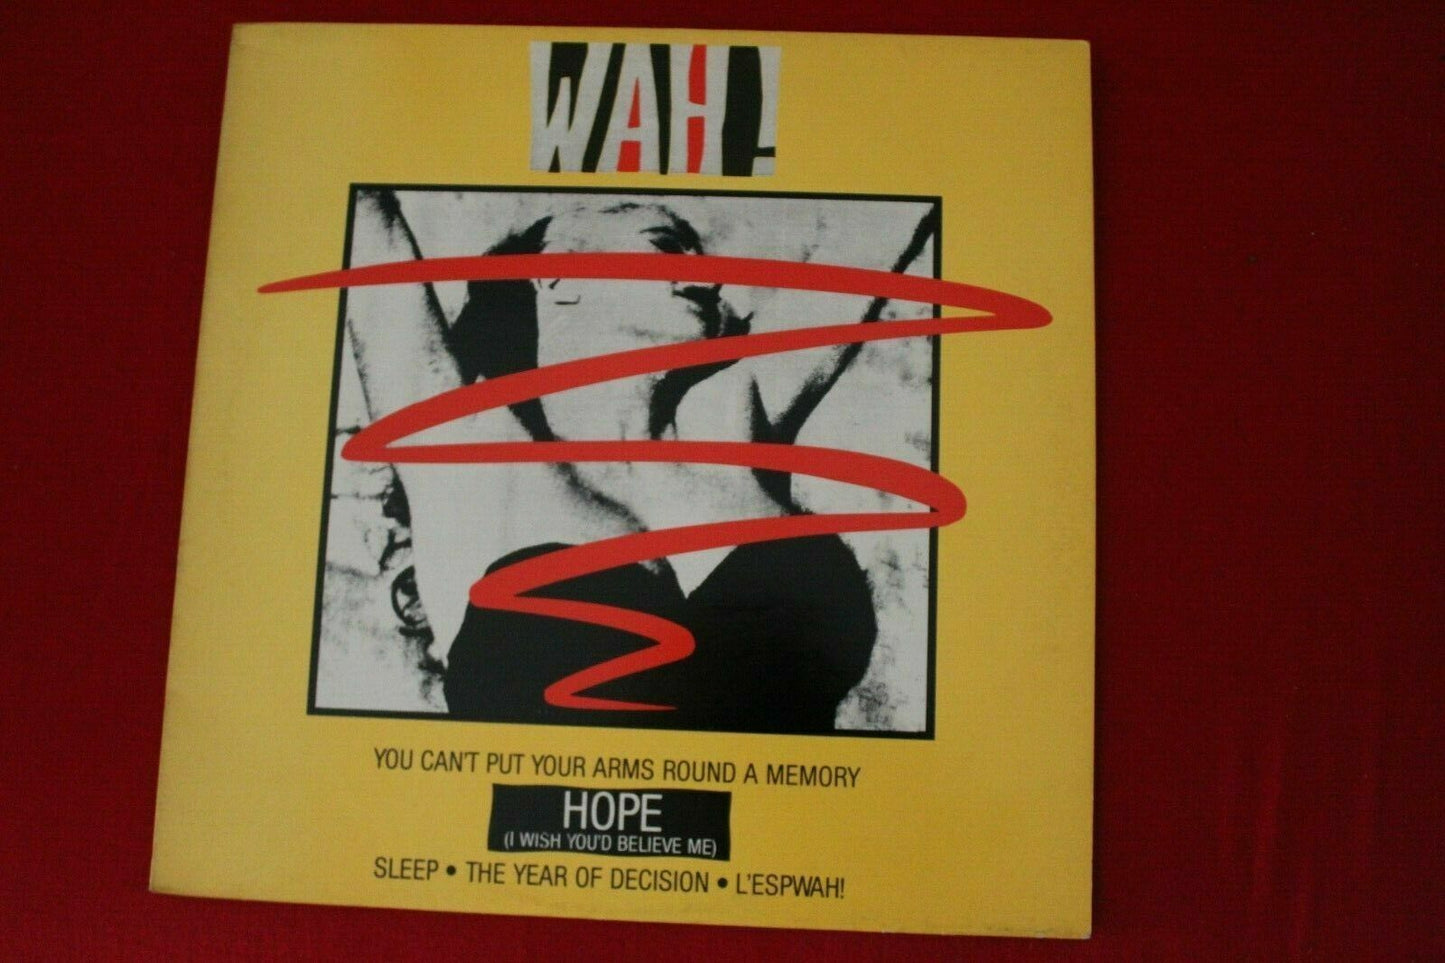 WAH!
YOU CAN'T PUT YOUR ARMS ROUND A MEMORY
HOPE
(I WISH YOU'D BELIEVE ME)
SLEEP • THE YEAR OF DECISION • L'ESPWAH!